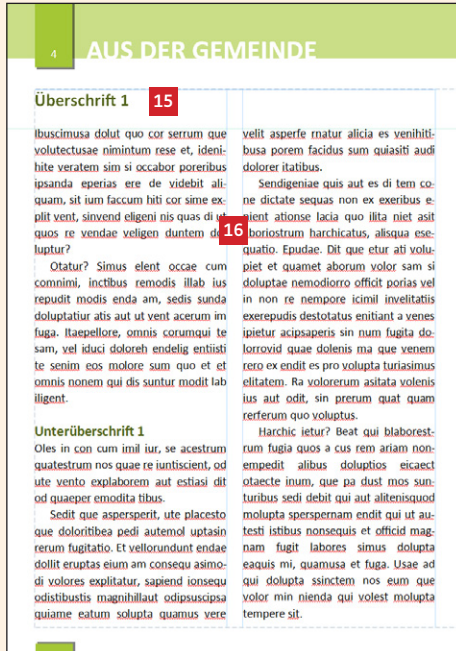 4 AUS DER GEMEINDE
Überschrift 1 15
Ibuscimusa dolut quo cor serrum que
volutectusae nimintum rese et, ideni-
hite veratem sim si occabor poreribus
ipsanda eperias ere de videbit ali-
quam, sit ium faccum hiti cor sime ex-
plit vent, sinvend eligeni nis quas di ut
quos re vendae veligen duntem
luptur?
Otatur? Simus elent occae cum
comnimi, inctibus remodis illab ius
repudit modis enda am, sedis sunda
doluptatiur atis aut ut vent acerum im
fuga. Itaepellore, omnis corumqui te
sam, vel iduci doloreh endelig entiisti
te senim eos molore sum quo et et
omnis nonem qui dis suntur modit lab
iligent.
Unterüberschrift 1
Oles in con cum imil iur, se acestrum
quatestrum nos quae re iuntiscient, od
ute vento explaborem aut estiasi dit
od quaeper emodita tibus.
Sedit que aspersperit, ute placesto
que doloritibea pedi autemol uptasin
rerum fugitatio. Et vellorundunt endae
dollit eruptas eium am consequ asimo-
di volores explitatur, sapiend ionsequ
odistibustis magnihillaut odipsuscipsa
quiame eatum solupta quamus vere
16
velit asperfe rnatur alicia es venihiti-
busa porem facidus sum quiasiti audi
dolorer itatibus.
Sendigeniae quis aut es di tem co-
ne dictate sequas non ex exeribus e-
nient ationse lacia quo ilita niet asit
aboriostrum harchicatus, aliqusa ese-
quatio. Epudae. Dit que etur ati volu-
piet et quamet aborum volor sam si
doluptae nemodiorro officit porias vel
in non re nempore icimil invelitatiis
exerepudis destotatus enitiant a venes
ipietur acipsaperis sin num fugita do-
lorrovid quae dolenis ma que venem
rero ex endit es pro volupta turiasimus
elitatem. Ra volorerum asitata volenis
ius aut odit, sin prerum quat quam
rerferum quo voluptus.
Harchic ietur? Beat qui blaborest-
rum fugia quos a cus rem ariam non-
empedit alibus doluptios eicaect
otaecte inum, que pa dust mos sun-
turibus sedi debit qui aut alitenisquod
molupta sperspernam endit qui ut au-
testi istibus nonsequis et officid mag-
nam fugit labores simus dolupta
eaquis mi, quamusa et fuga. Usae ad
qui dolupta ssinctem nos eum que
volor min nienda qui volest molupta
tempere sit.